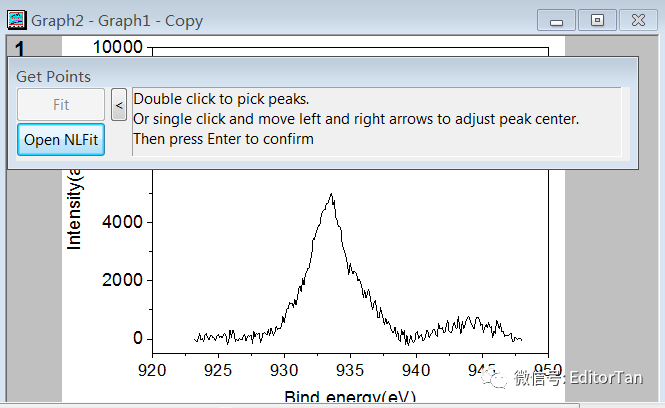 Graph2 - Graph1 - Copy
1
10000
Get Points
Fit
<
Open NLFit
Double click to pick peaks.
Or single click and move left and right arrows to adjust peak center.
Then press Enter to confirm
Intensity(a
4000
2000
0
920
925
930
935
940
945
950
Bind energy(eV)
微信号: EditorTan